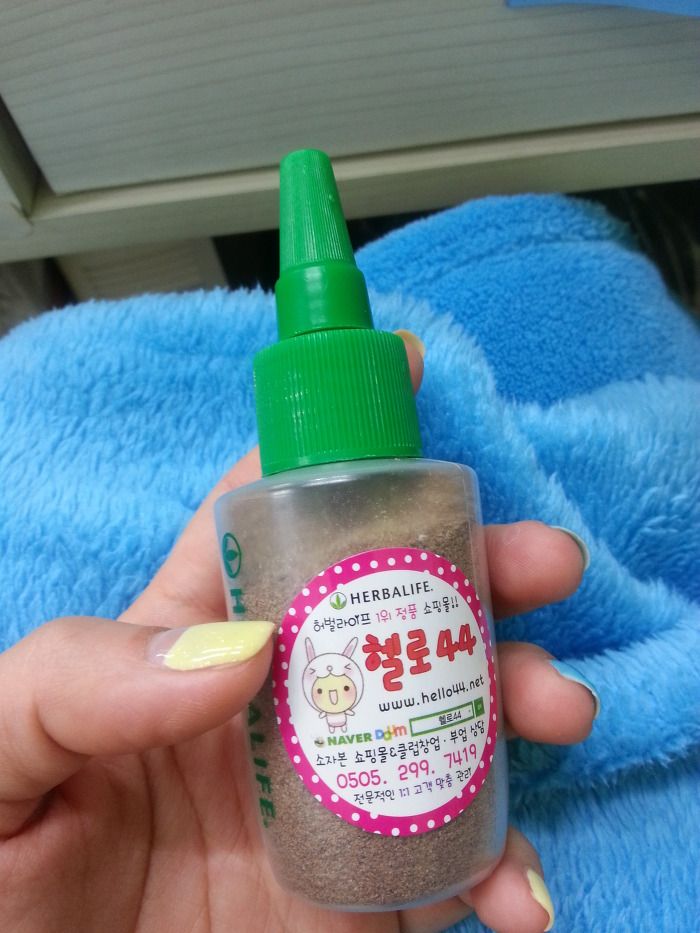 HERBALIFE.
허벌라이프 1위 정품 쇼핑몰!!
헬로44
www.hello44.net
NAVER Daum 헬로44
소자본 쇼핑몰&클럽창업·부업 상담
0505. 299. 7419
전문적인 1:1 고객 맞춤 관리
ALIFE.